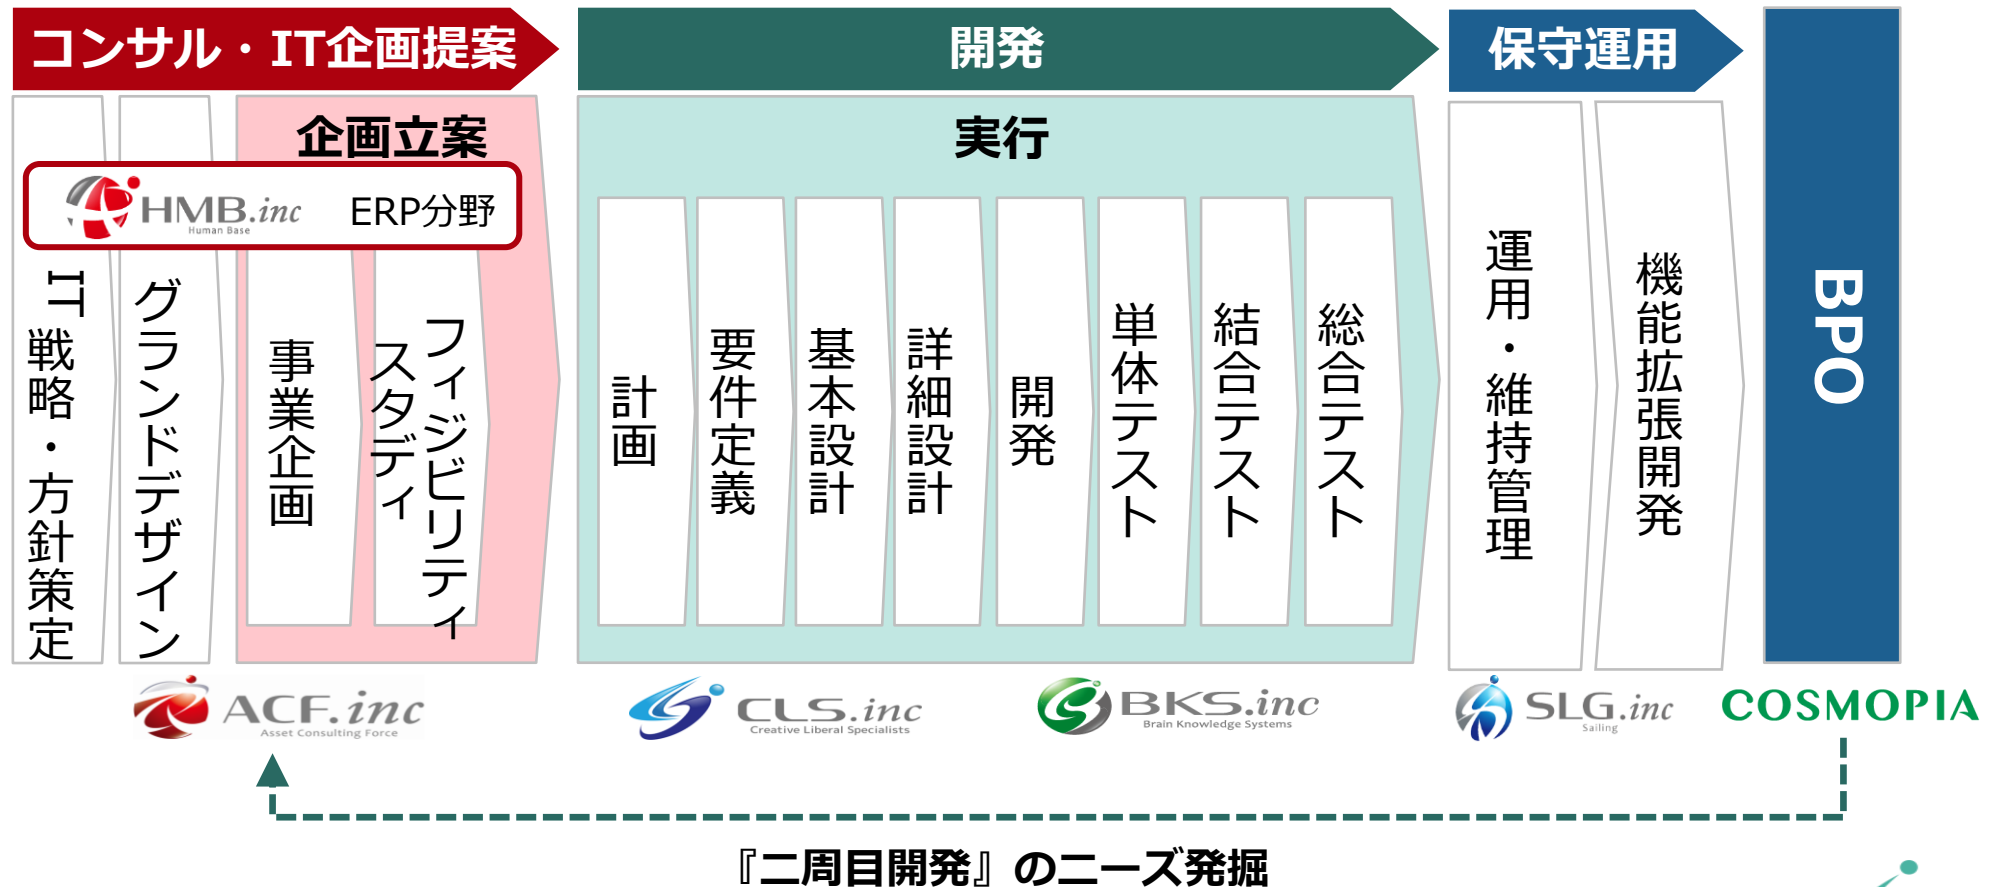 コンサル・IT企画提案
開発
保守運用
BPO
企画立案
実行
HMB.inc
Human Base
ERP分野
IT戦略・方針策定
グランドデザイン
事業企画
フィジビリティ
スタディ
計画
要件定義
基本設計
詳細設計
開発
単体テスト
結合テスト
総合テスト
運用・維持管理
機能拡張開発
ACF.inc
Asset Consulting Force
CLS.inc
Creative Liberal Specialists
BKS.inc
Brain Knowledge Systems
SLG.inc
Sailing
COSMOPIA
『二周目開発』のニーズ発掘